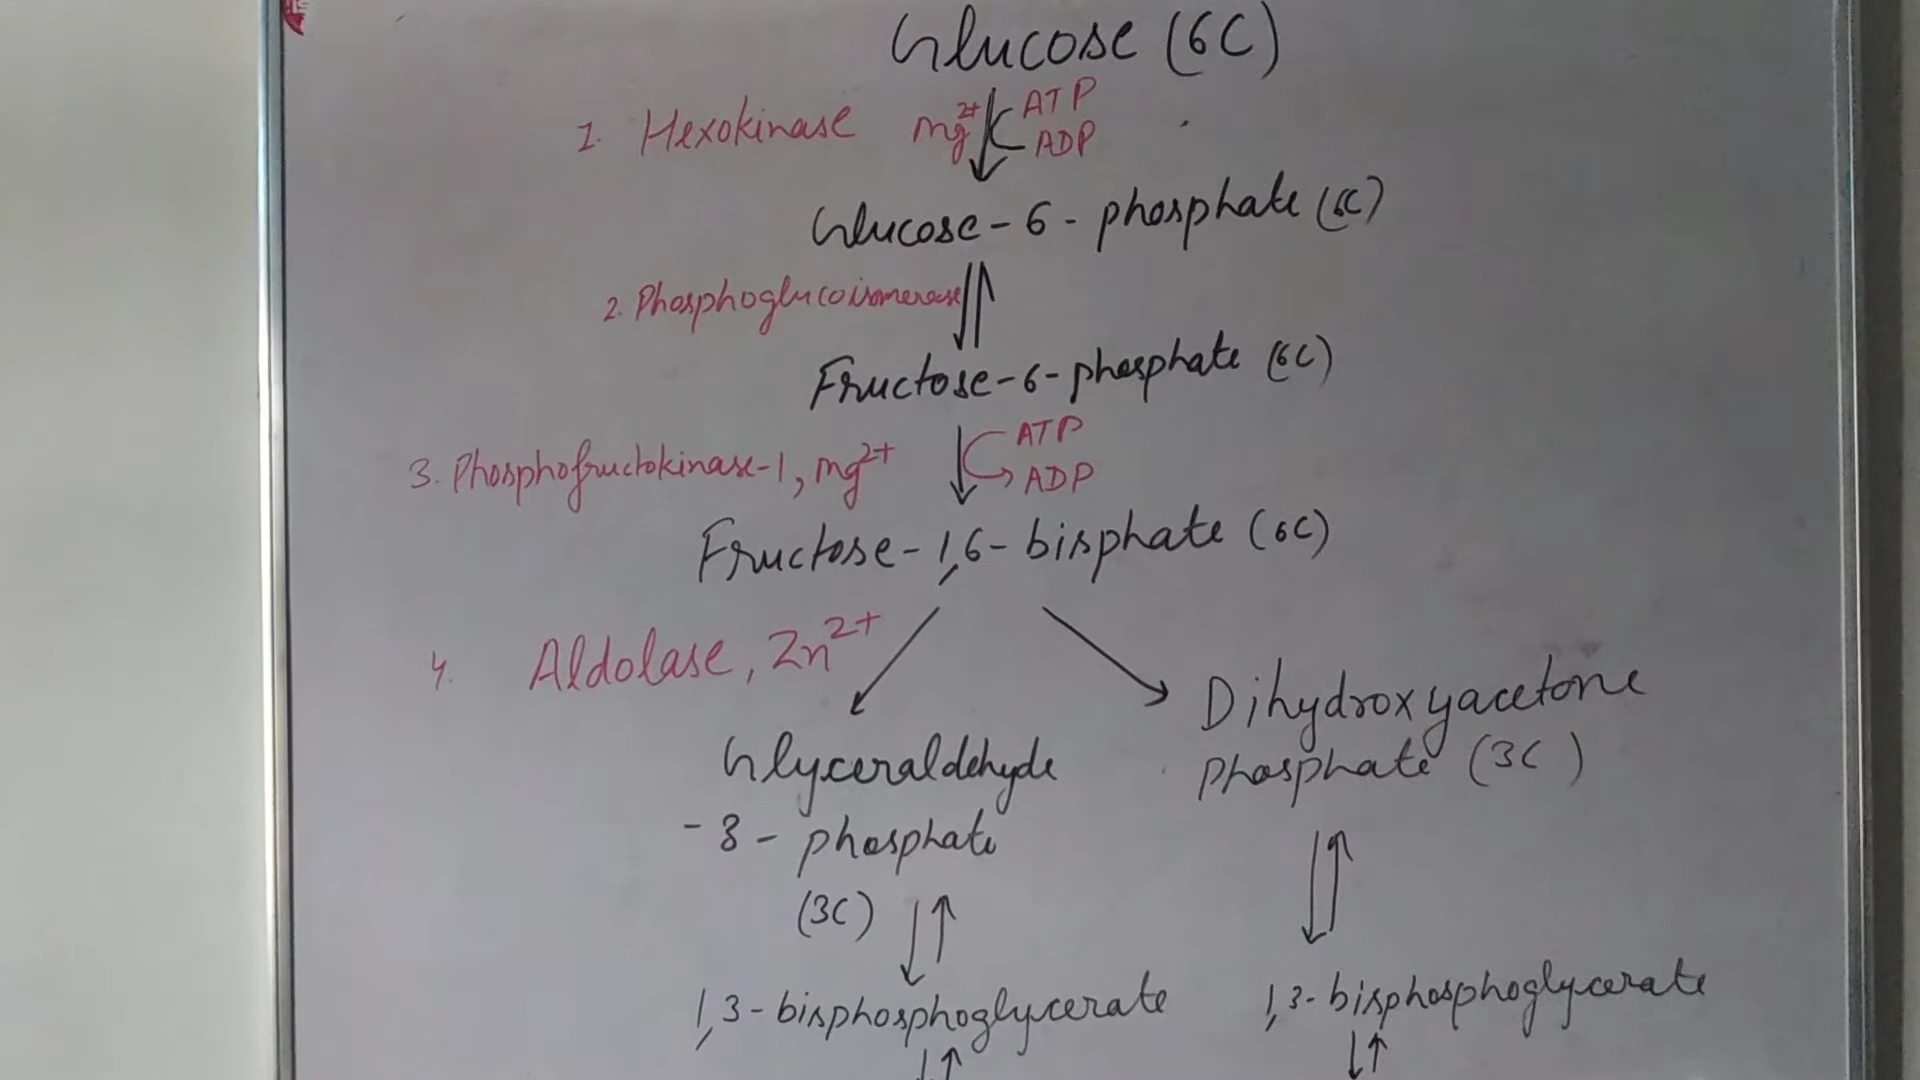 Glucose (6C)
1. Hexokinase Mg2+ ATP
ADP
Glucose-6-phosphate (6C)
2. Phosphoglucoisomerase
Fructose-6-phosphate (6C)
ATP
3. Phosphofructokinase-1, Mg2+
ADP
Fructose-1,6-bisphate (6C)
4. Aldolase, Zn2+
Dihydroxyacetone
phosphate (3C)
Glyceraldehyde
-3-phosphate
(3C)
1,3-bisphosphoglycerate 1,3-bisphosphoglycerate